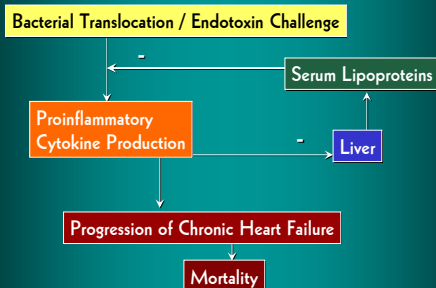 Bacterial Translocation / Endotoxin Challenge
-
Serum Lipoproteins
Proinflammatory
Cytokine Production
-
Liver
Progression of Chronic Heart Failure
Mortality